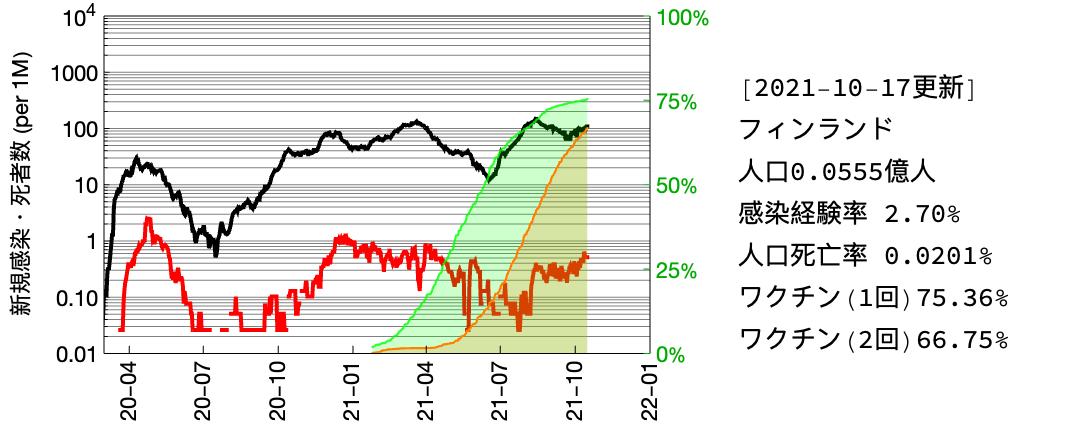 新規感染・死者数 (per 1M)
10⁴
1000
100
10
1
0.10
0.01
100%
75%
50%
25%
0%
20−04
20−07
20−10
21−01
21−04
21−07
21−10
22−01
[2021-10-17更新]
フィンランド
人口0.0555億人
感染経験率 2.70%
人口死亡率 0.0201%
ワクチン(1回)75.36%
ワクチン(2回)66.75%